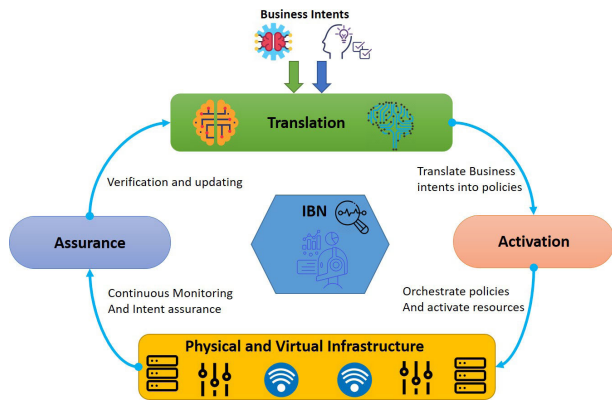 Business Intents
Translation
Translate Business
intents into policies
Verification and updating
IBN
Assurance
Activation
Continuous Monitoring
And Intent assurance
Orchestrate policies
And activate resources
Physical and Virtual Infrastructure